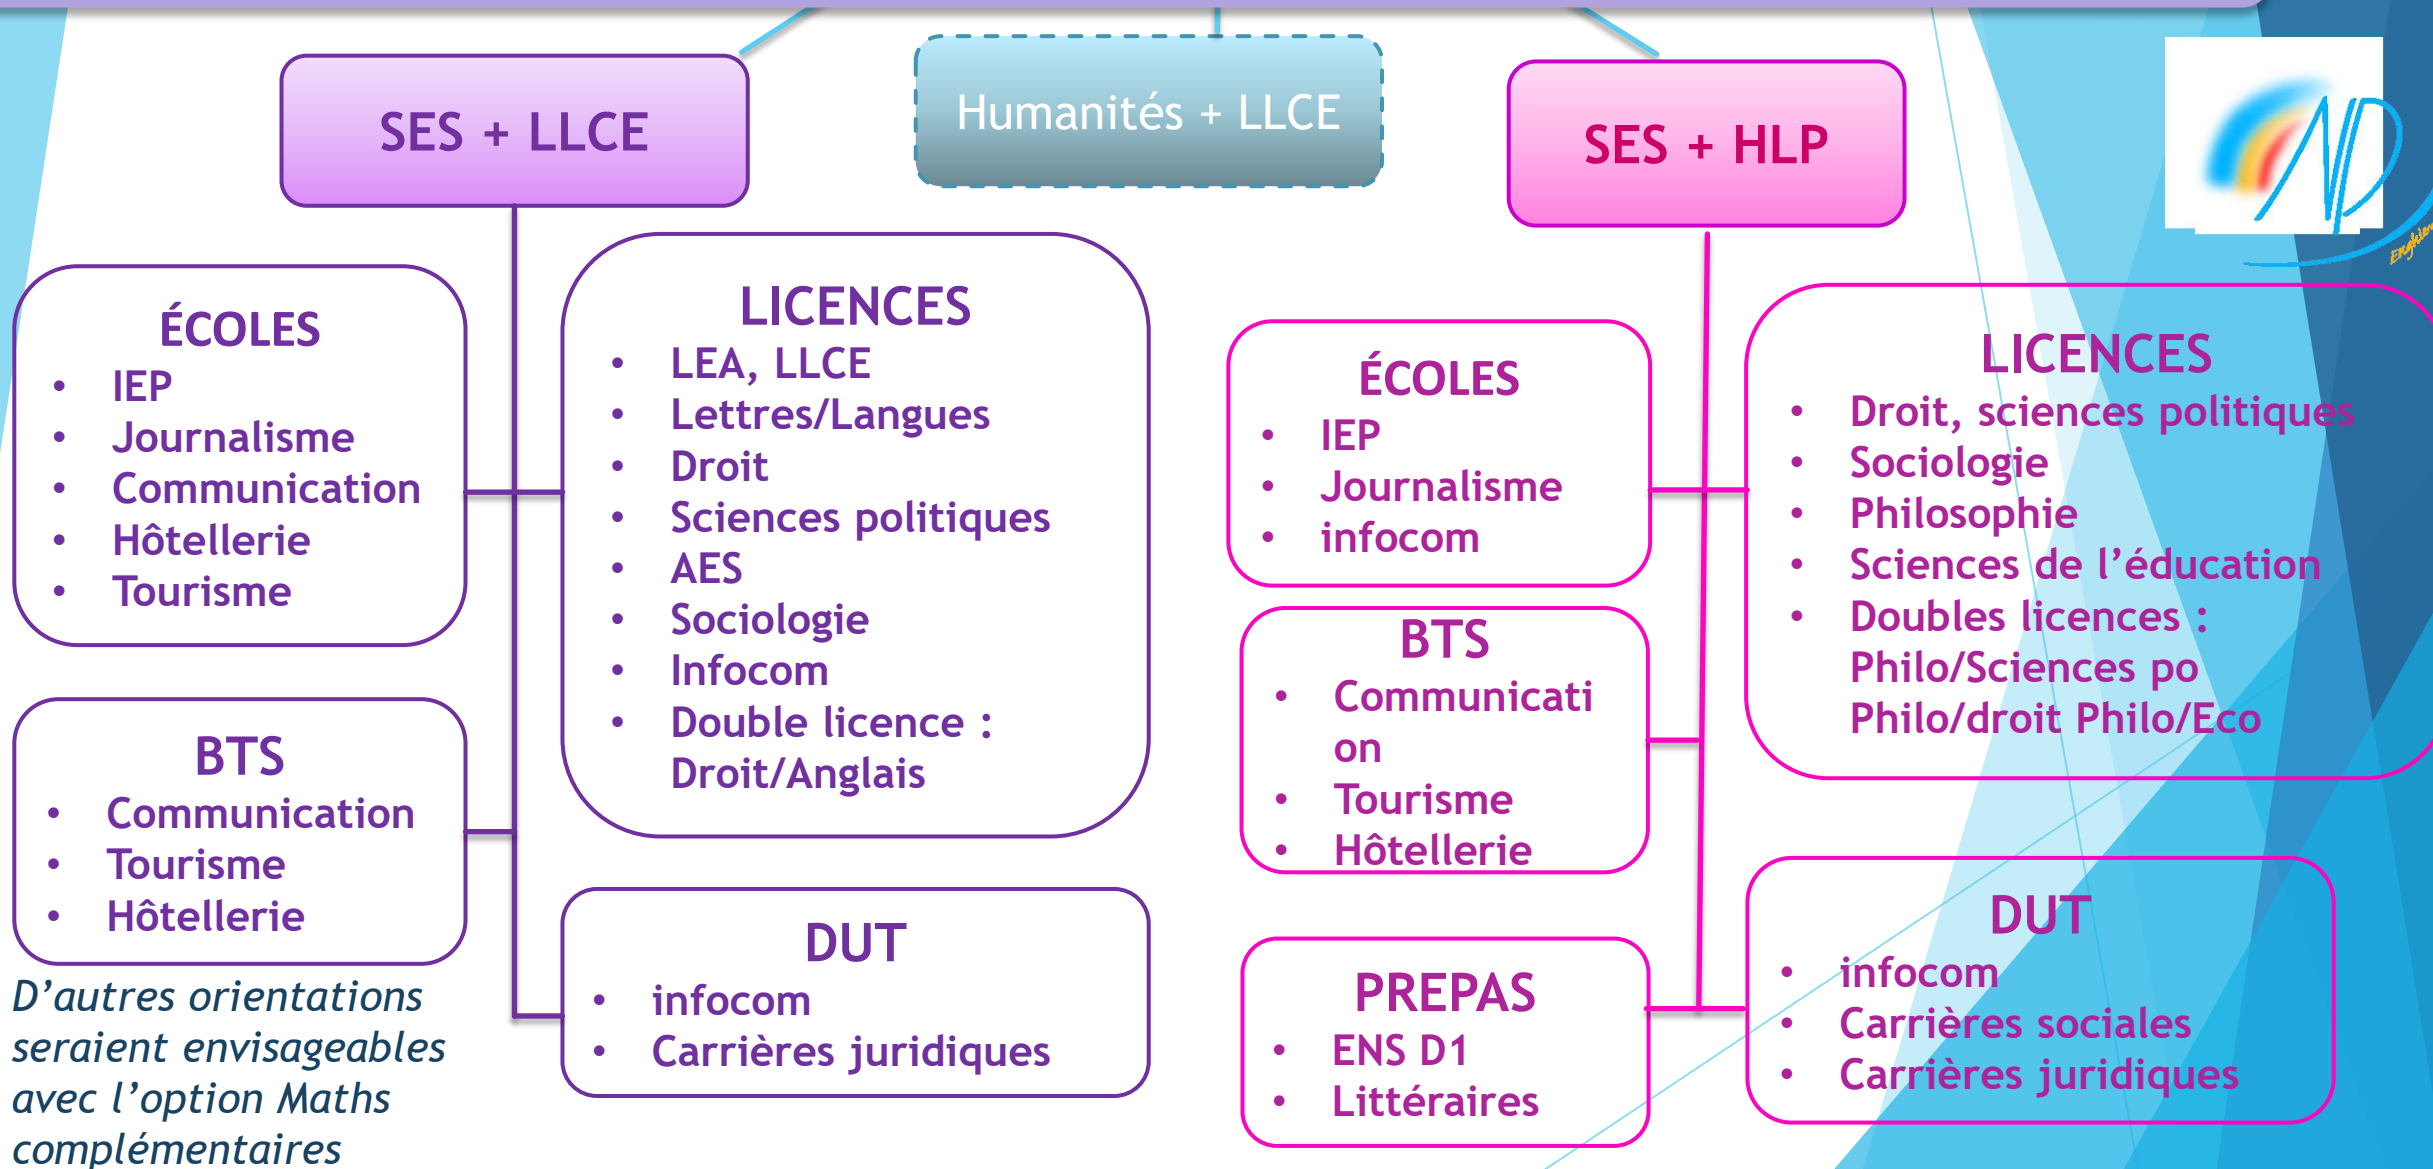 SES + LLCE
Humanités + LLCE
SES + HLP
Enghien
ÉCOLES
• IEP
• Journalisme
• Communication
• Hôtellerie
• Tourisme
LICENCES
• LEA, LLCE
• Lettres/Langues
• Droit
• Sciences politiques
• AES
• Sociologie
• Infocom
• Double licence :
Droit/Anglais
BTS
• Communication
• Tourisme
• Hôtellerie
DUT
• infocom
• Carrières juridiques
D’autres orientations
seraient envisageables
avec l’option Maths
complémentaires
ÉCOLES
• IEP
• Journalisme
• infocom
LICENCES
• Droit, sciences politiques
• Sociologie
• Philosophie
• Sciences de l’éducation
• Doubles licences :
Philo/Sciences po
Philo/droit Philo/Eco
BTS
• Communicati
on
• Tourisme
• Hôtellerie
PREPAS
• ENS D1
• Littéraires
DUT
• infocom
• Carrières sociales
• Carrières juridiques